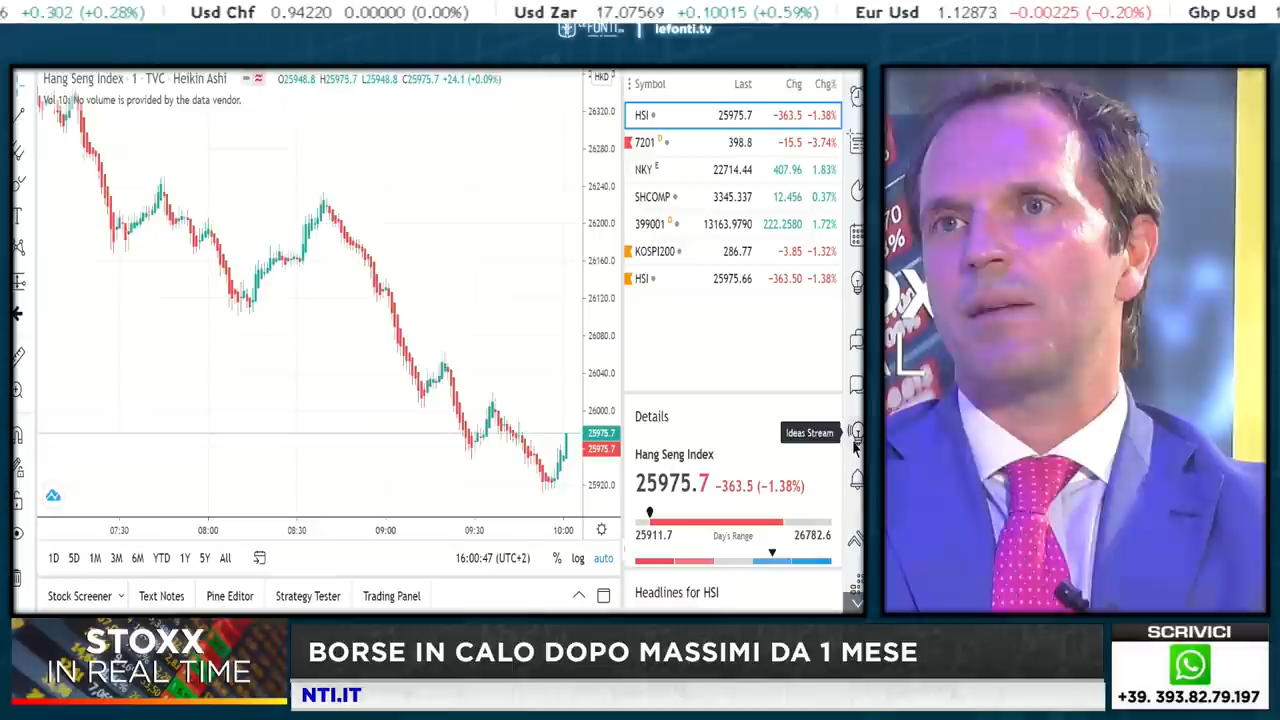 6 +0.302 (+0.28%) Usd Chf 0.94220 0.00000 (0.00%) Usd Zar 17.07569 +0.10015 (+0.59%) Eur Usd 1.12873 −0.00225 (−0.20%) Gbp Usd
LEFONTI lefonti.tv
Hang Seng Index · 1 · TVC · Heikin Ashi O25948.8 H25975.7 L25948.8 C25975.7 +24.1 (+0.09%) HKD
Vol 10: No volume is provided by the data vendor.
26320.0
26280.0
26240.0
26200.0
26160.0
26120.0
26080.0
26040.0
26000.0
25975.7
25975.7
25920.0
07:30 08:00 08:30 09:00 09:30 10:00
1D 5D 1M 3M 6M YTD 1Y 5Y All 16:00:47 (UTC+2) % log auto
Stock Screener Text Notes Pine Editor Strategy Tester Trading Panel
Symbol Last Chg Chg%
HSI 25975.7 −363.5 −1.38%
7201 D 398.8 −15.5 −3.74%
NKY E 22714.44 407.96 1.83%
SHCOMP 3345.337 12.456 0.37%
399001 D 13163.9790 222.2580 1.72%
KOSPI200 286.77 −3.85 −1.32%
HSI 25975.66 −363.50 −1.38%
Details
Ideas Stream
Hang Seng Index
25975.7 −363.5 (−1.38%)
25911.7 Day's Range 26782.6
Headlines for HSI
STOXX
IN REAL TIME
BORSE IN CALO DOPO MASSIMI DA 1 MESE
NTI.IT
SCRIVICI
+39. 393.82.79.197